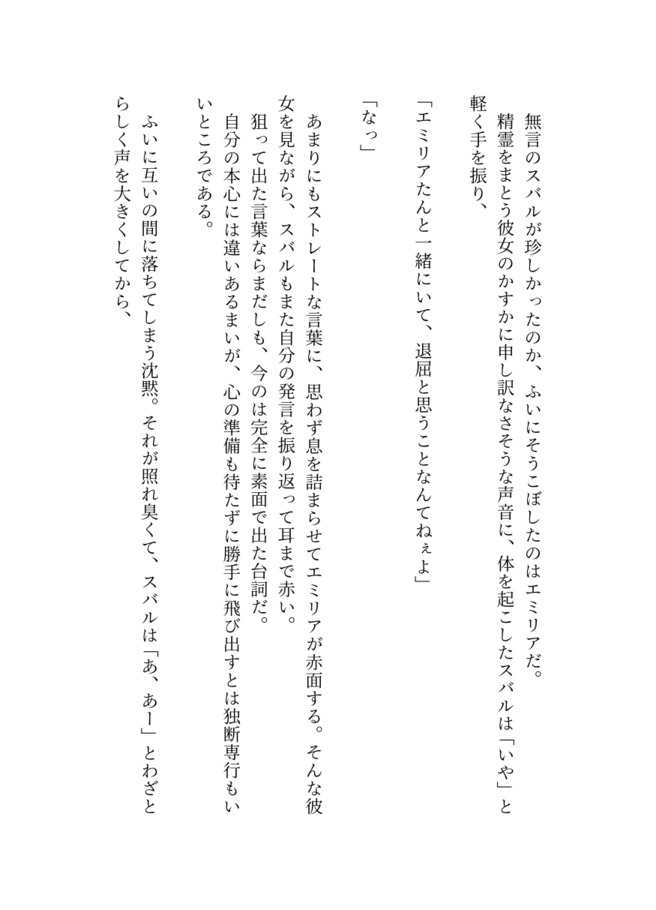 無言のスバルが珍しかったのか、ふいにそうこぼしたのはエミリアだ。
精霊をまとう彼女のかすかに申し訳なさそうな声音に、体を起こしたスバルは「いや」と
軽く手を振り、
「エミリアたんと一緒にいて、退屈と思うことなんてねぇよ」
「なっ」
あまりにもストレートな言葉に、思わず息を詰まらせてエミリアが赤面する。そんな彼
女を見ながら、スバルもまた自分の発言を振り返って耳まで赤い。
狙って出た言葉ならまだしも、今のは完全に素面で出た台詞だ。
自分の本心には違いあるまいが、心の準備も待たずに勝手に飛び出すとは独断専行もい
いところである。
ふいに互いの間に落ちてしまう沈黙。それが照れ臭くて、スバルは「あ、あー」とわざと
らしく声を大きくしてから、